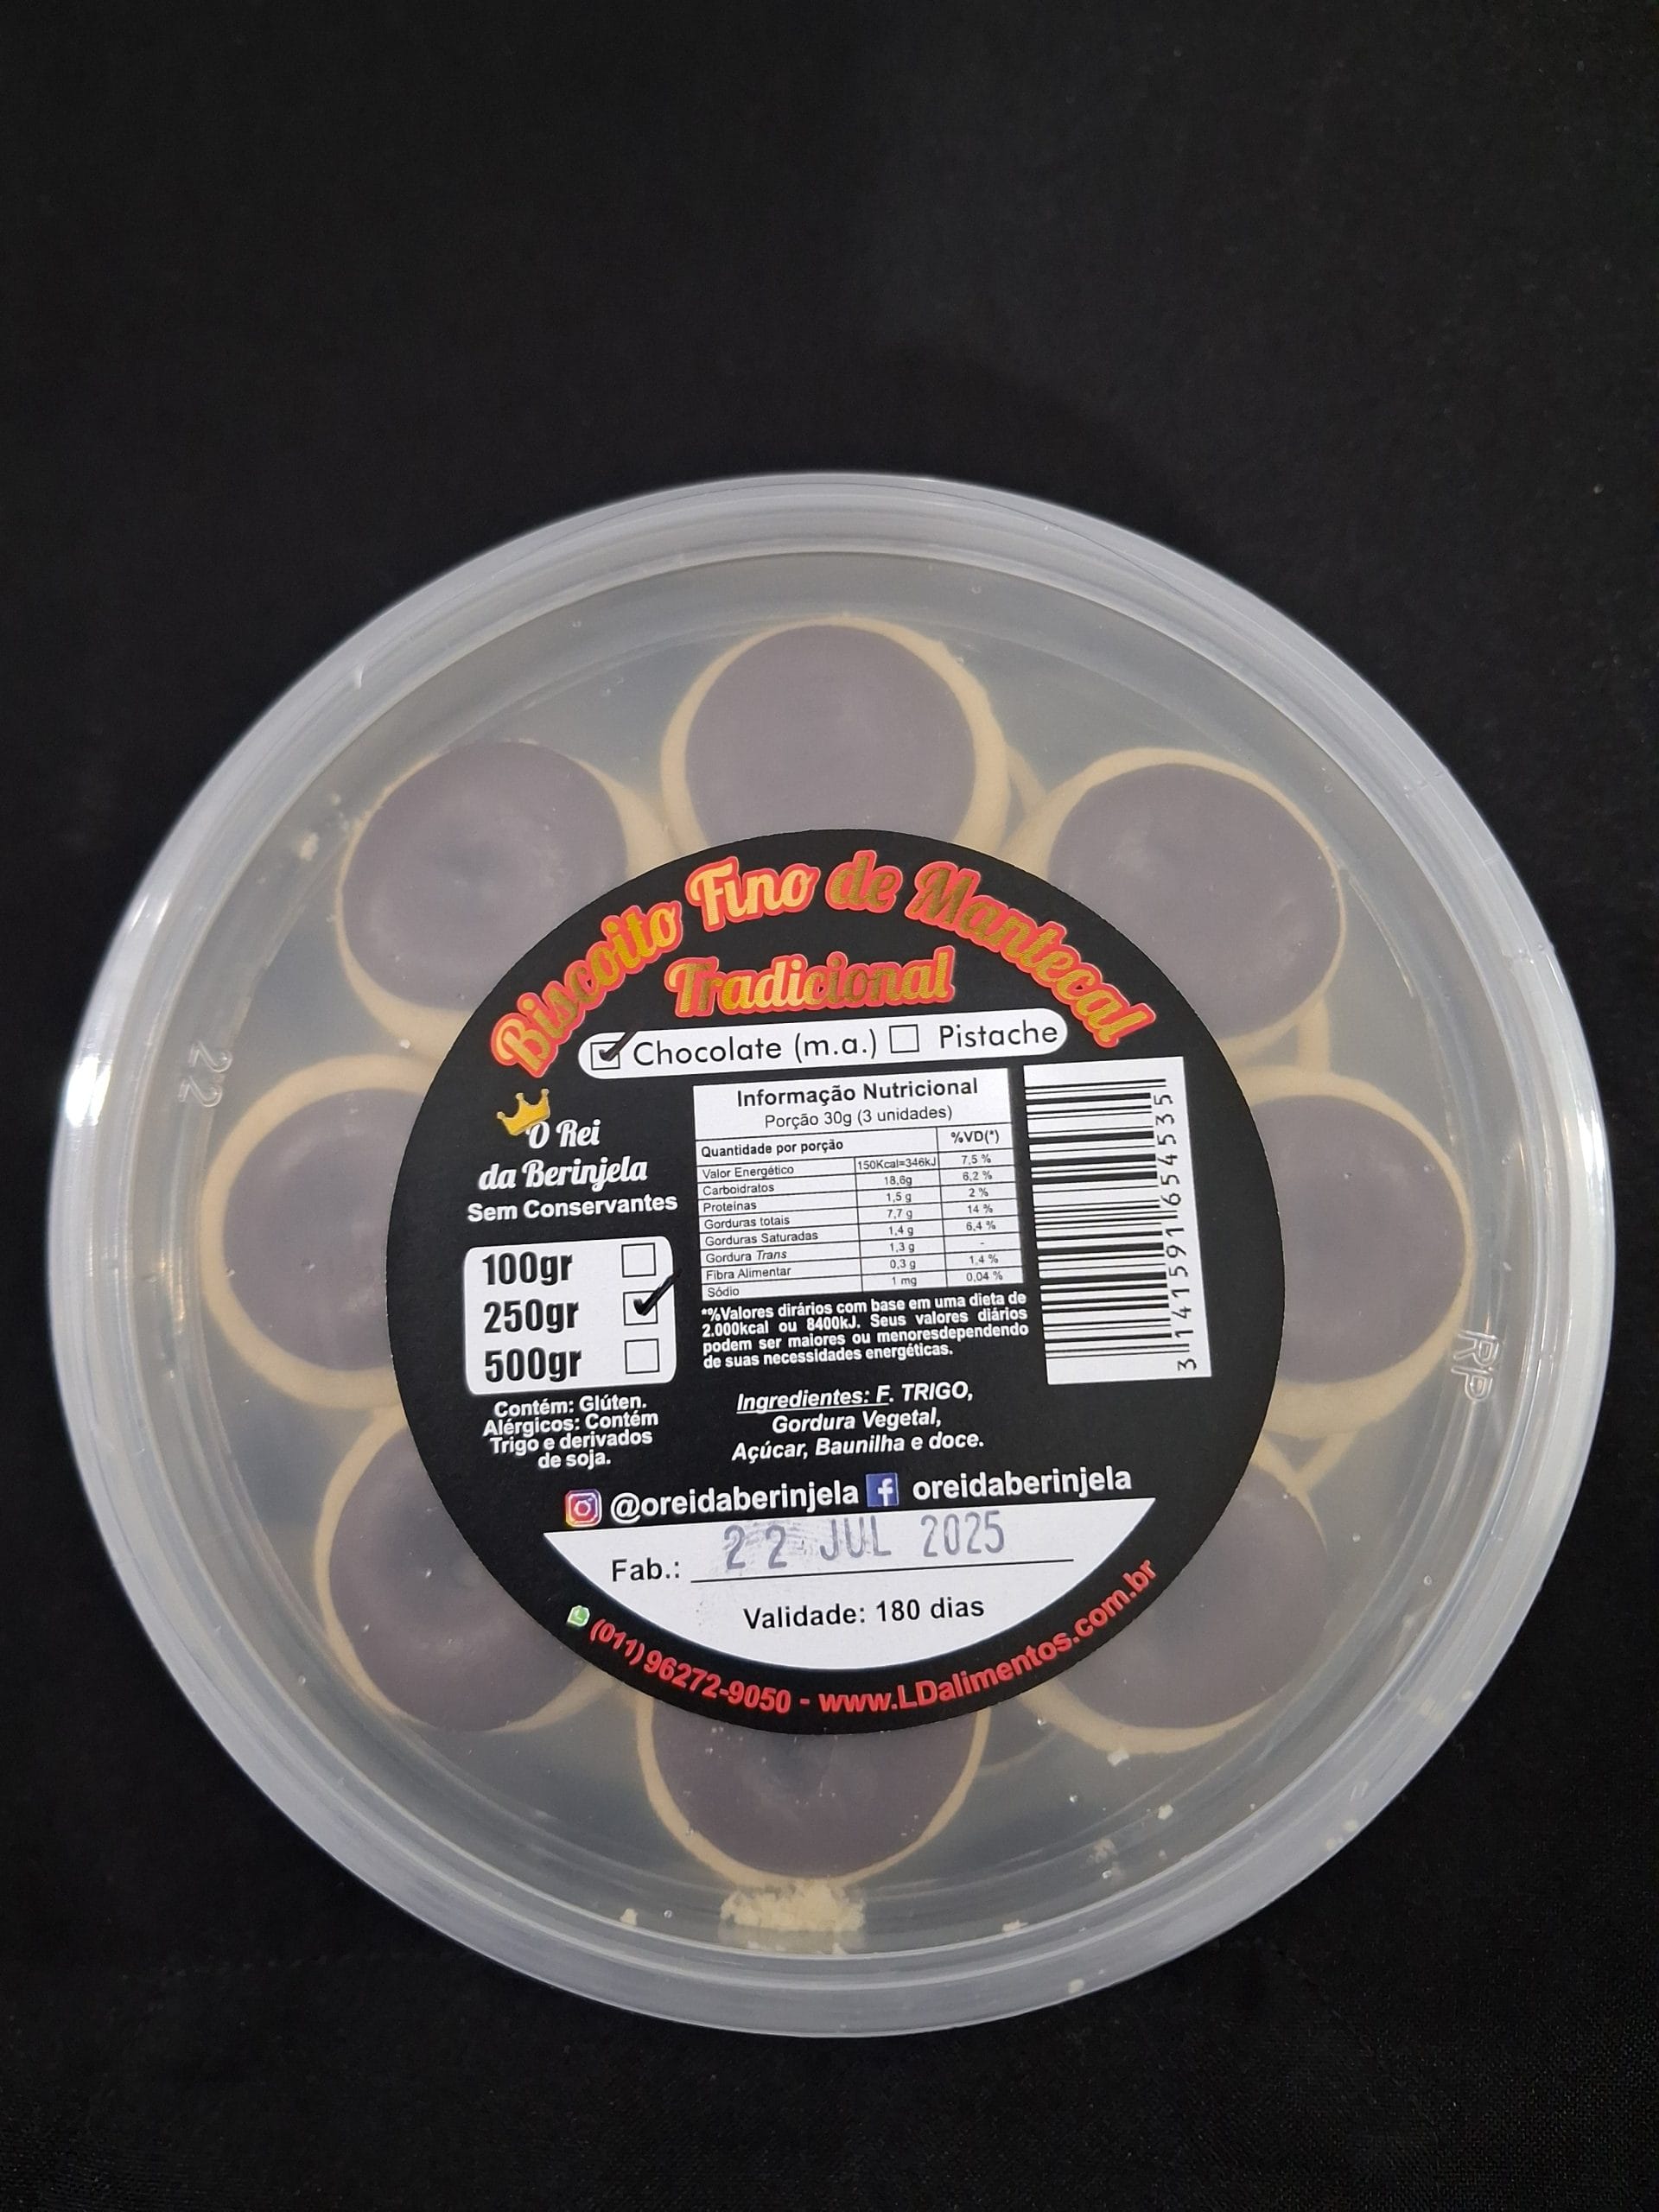 Biscoito Fino de Mantecal
Tradicional
Chocolate (m.a.) Pistache
O Rei
da Berinjela
Sem Conservantes
100gr
250gr
500gr
Contém: Glúten.
Alérgicos: Contém
Trigo e derivados
de soja.
Informação Nutricional
Porção 30g (3 unidades)
Quantidade por porção %VD(*)
Valor Energético 150Kcal=346kJ 7,5 %
Carboidratos 18,6g 6,2 %
Proteínas 1,5 g 2 %
Gorduras totais 7,7 g 14 %
Gorduras Saturadas 1,4 g 6,4 %
Gordura Trans 1,3 g -
Fibra Alimentar 0,3 g 1,4 %
Sódio 1 mg 0,04 %
*%Valores dirários com base em uma dieta de
2.000kcal ou 8400kJ. Seus valores diários
podem ser maiores ou menoresdependendo
de suas necessidades energéticas.
Ingredientes: F. TRIGO,
Gordura Vegetal,
Açúcar, Baunilha e doce.
3141591654535
@oreidaberinjela oreidaberinjela
Fab.: 22 JUL 2025
Validade: 180 dias
(011) 96272-9050 - www.LDalimentos.com.br
22
RP